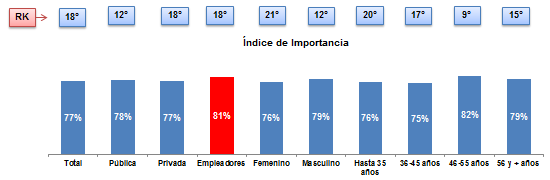 RK 18° 12° 18° 18° 21° 12° 20° 17° 9° 15°
Índice de Importancia
77% 78% 77% 81% 76% 79% 76% 75% 82% 79%
Total Pública Privada Empleadores Femenino Masculino Hasta 35 años 36-45 años 46-55 años 56 y + años